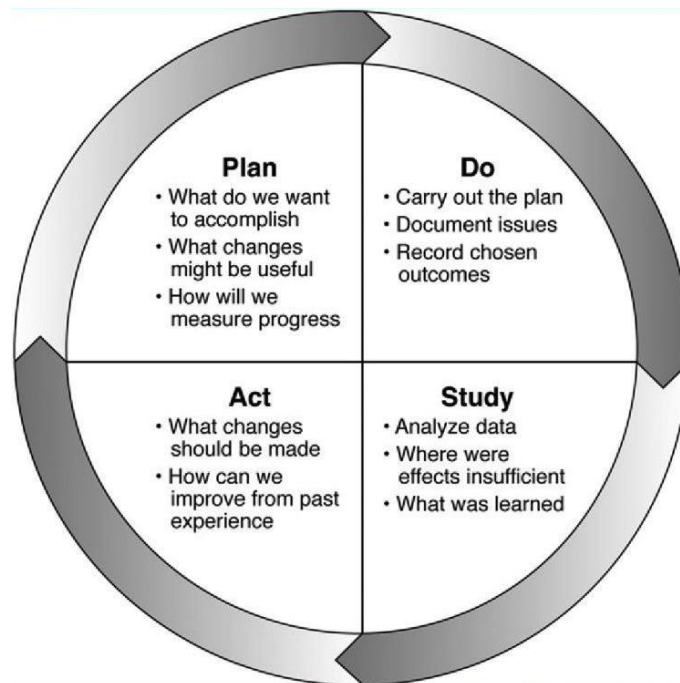 Plan
• What do we want
to accomplish
• What changes
might be useful
• How will we
measure progress
Do
• Carry out the plan
• Document issues
• Record chosen
outcomes
Act
• What changes
should be made
• How can we
improve from past
experience
Study
• Analyze data
• Where were
effects insufficient
• What was learned